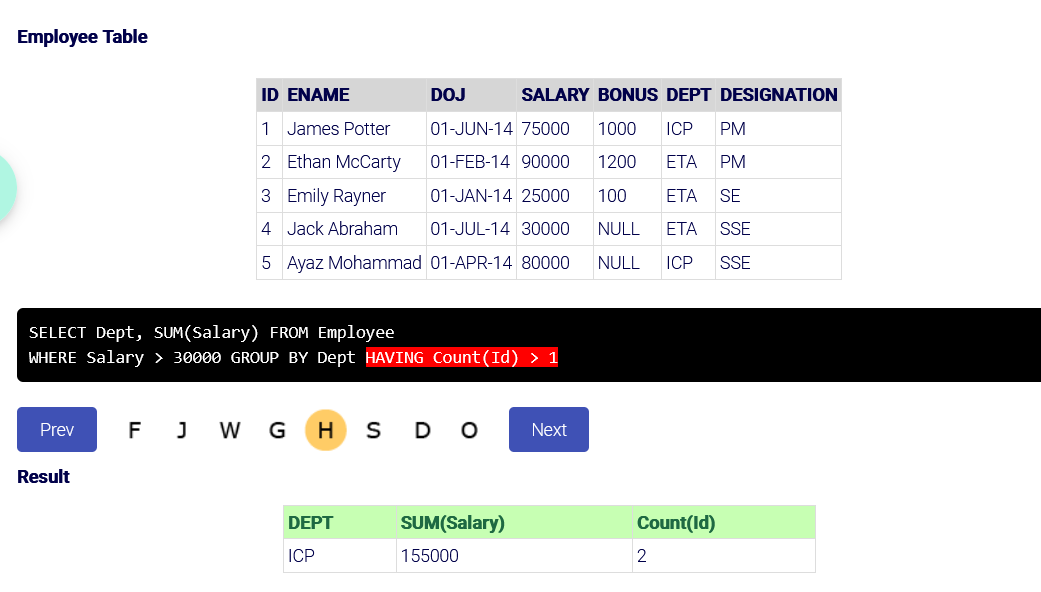 Employee Table
ID ENAME DOJ SALARY BONUS DEPT DESIGNATION
1 James Potter 01-JUN-14 75000 1000 ICP PM
2 Ethan McCarty 01-FEB-14 90000 1200 ETA PM
3 Emily Rayner 01-JAN-14 25000 100 ETA SE
4 Jack Abraham 01-JUL-14 30000 NULL ETA SSE
5 Ayaz Mohammad 01-APR-14 80000 NULL ICP SSE
SELECT Dept, SUM(Salary) FROM Employee
WHERE Salary > 30000 GROUP BY Dept HAVING Count(Id) > 1
Prev F J W G H S D O Next
Result
DEPT SUM(Salary) Count(Id)
ICP 155000 2